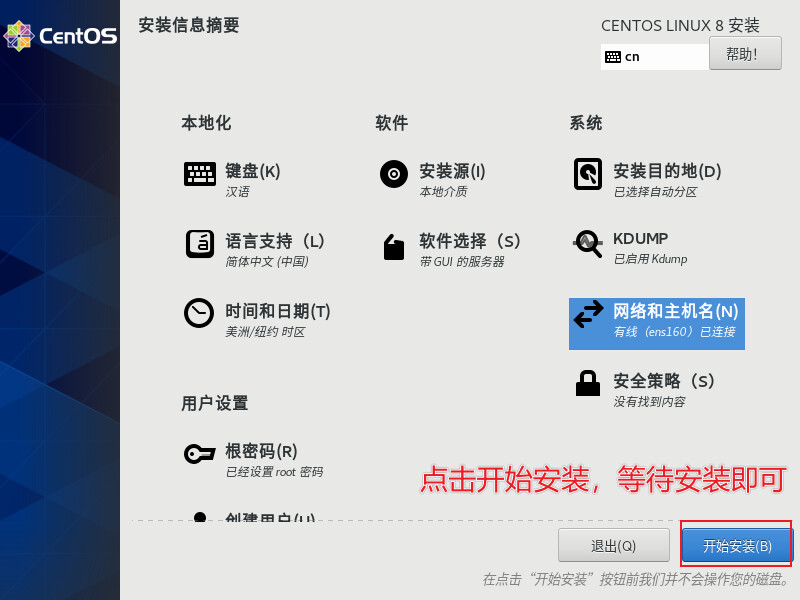 CentOS
安装信息摘要
CENTOS LINUX 8 安装
cn
帮助!
本地化
键盘(K)
汉语
语言支持（L）
简体中文 (中国)
时间和日期(T)
美洲/纽约 时区
用户设置
根密码(R)
已经设置 root 密码
创建用户(U)
软件
安装源(I)
本地介质
软件选择（S）
带 GUI 的服务器
系统
安装目的地(D)
已选择自动分区
KDUMP
已启用 Kdump
网络和主机名(N)
有线（ens160）已连接
安全策略（S）
没有找到内容
点击开始安装，等待安装即可
退出(Q)
开始安装(B)
在点击“开始安装”按钮前我们并不会操作您的磁盘。